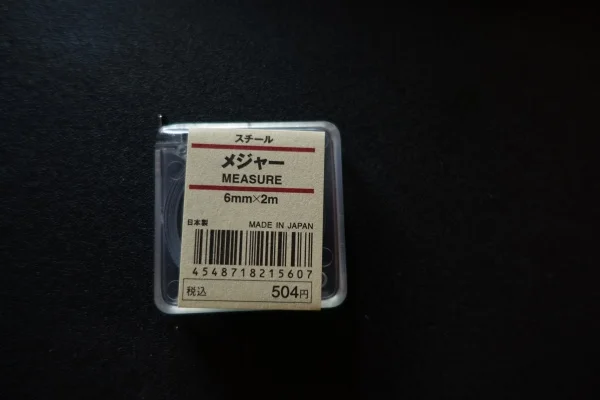 スチール
メジャー
MEASURE
6mm×2m
日本製 MADE IN JAPAN
4548718215607
税込 504円